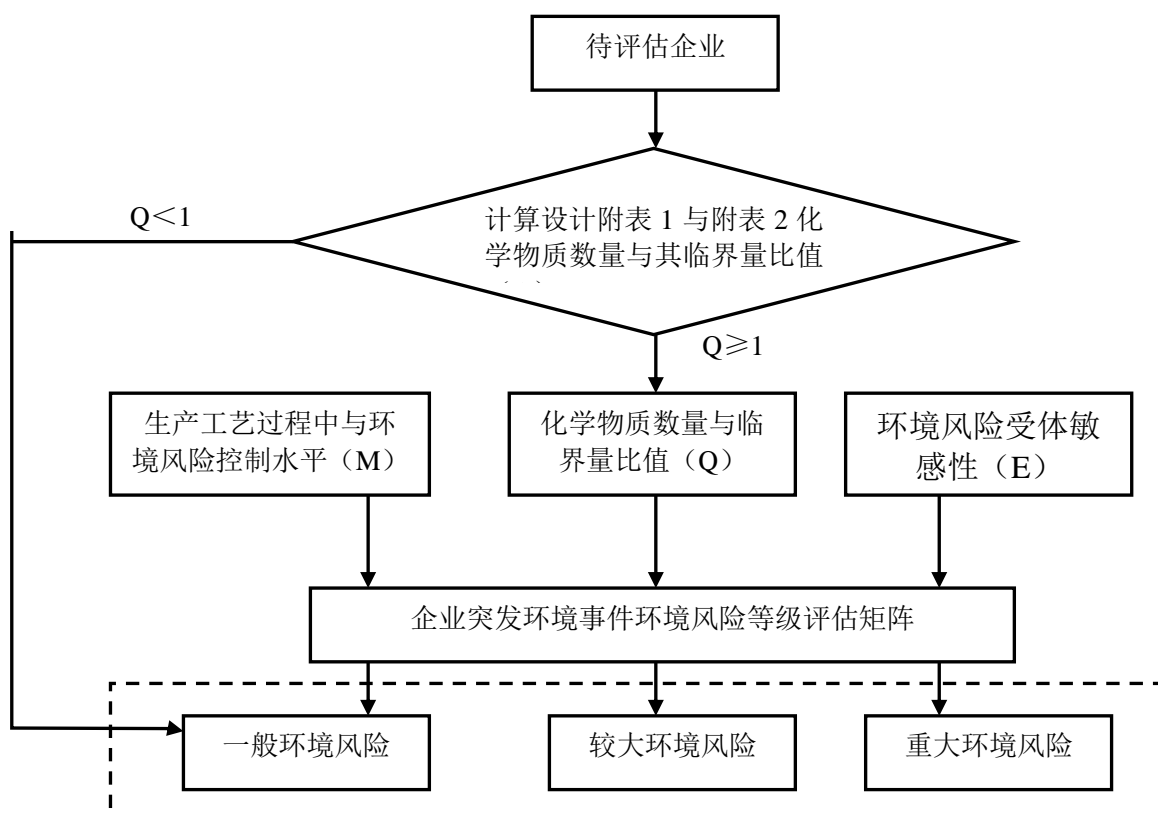 待评估企业
Q＜1
计算设计附表 1 与附表 2 化
学物质数量与其临界量比值
Q≥1
生产工艺过程中与环
境风险控制水平（M）
化学物质数量与临
界量比值（Q）
环境风险受体敏
感性（E）
企业突发环境事件环境风险等级评估矩阵
一般环境风险
较大环境风险
重大环境风险